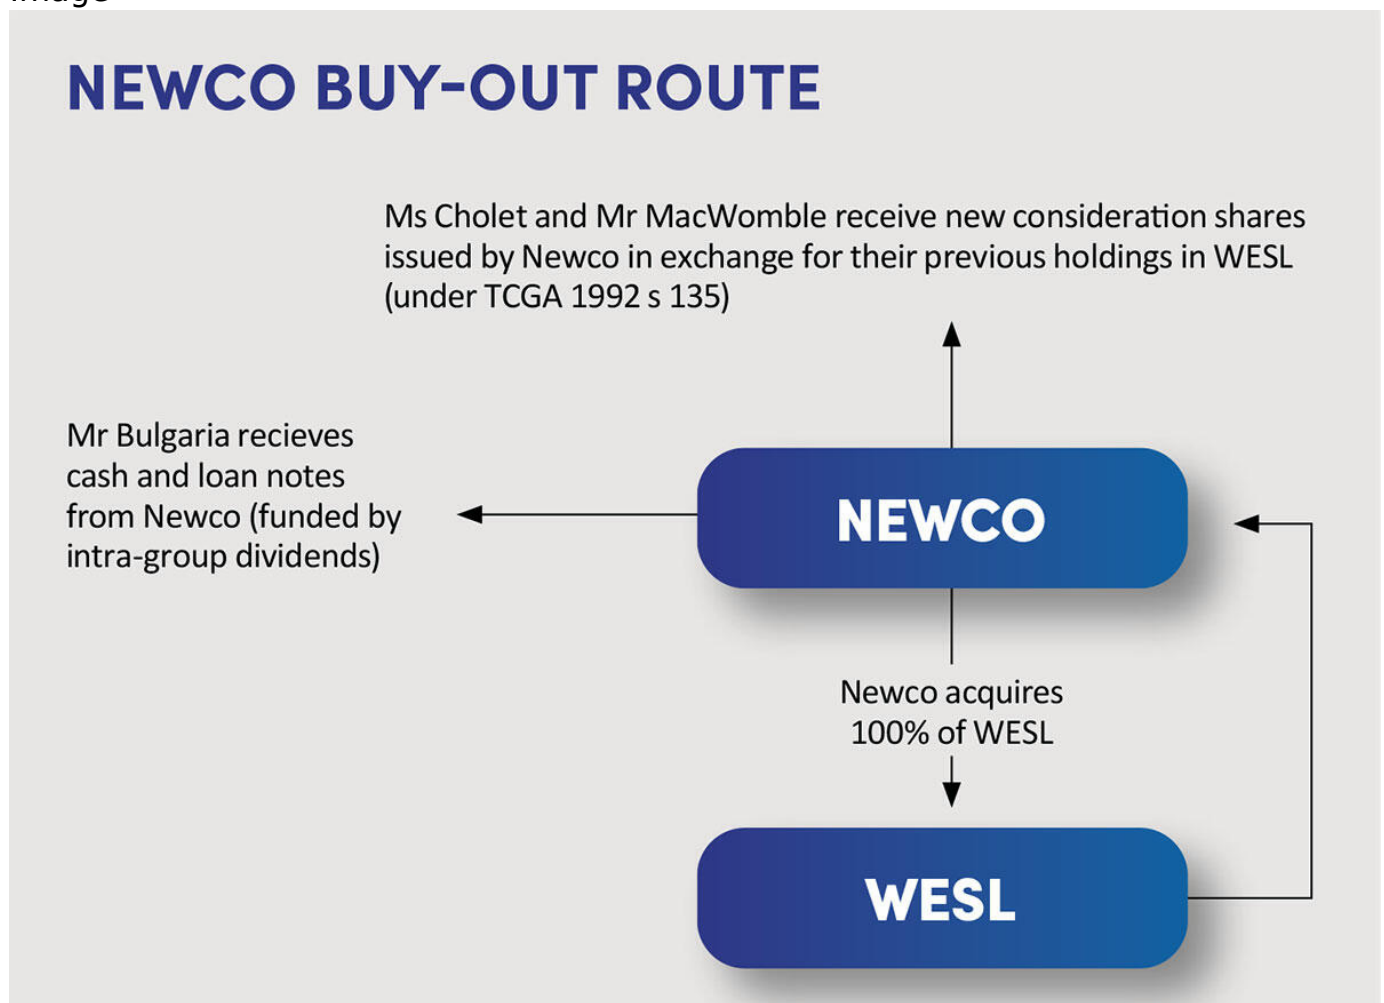 image
NEWCO BUY-OUT ROUTE
Ms Cholet and Mr MacWomble receive new consideration shares
issued by Newco in exchange for their previous holdings in WESL
(under TCGA 1992 s 135)
Mr Bulgaria recieves
cash and loan notes
from Newco (funded by
intra-group dividends)
NEWCO
Newco acquires
100% of WESL
WESL